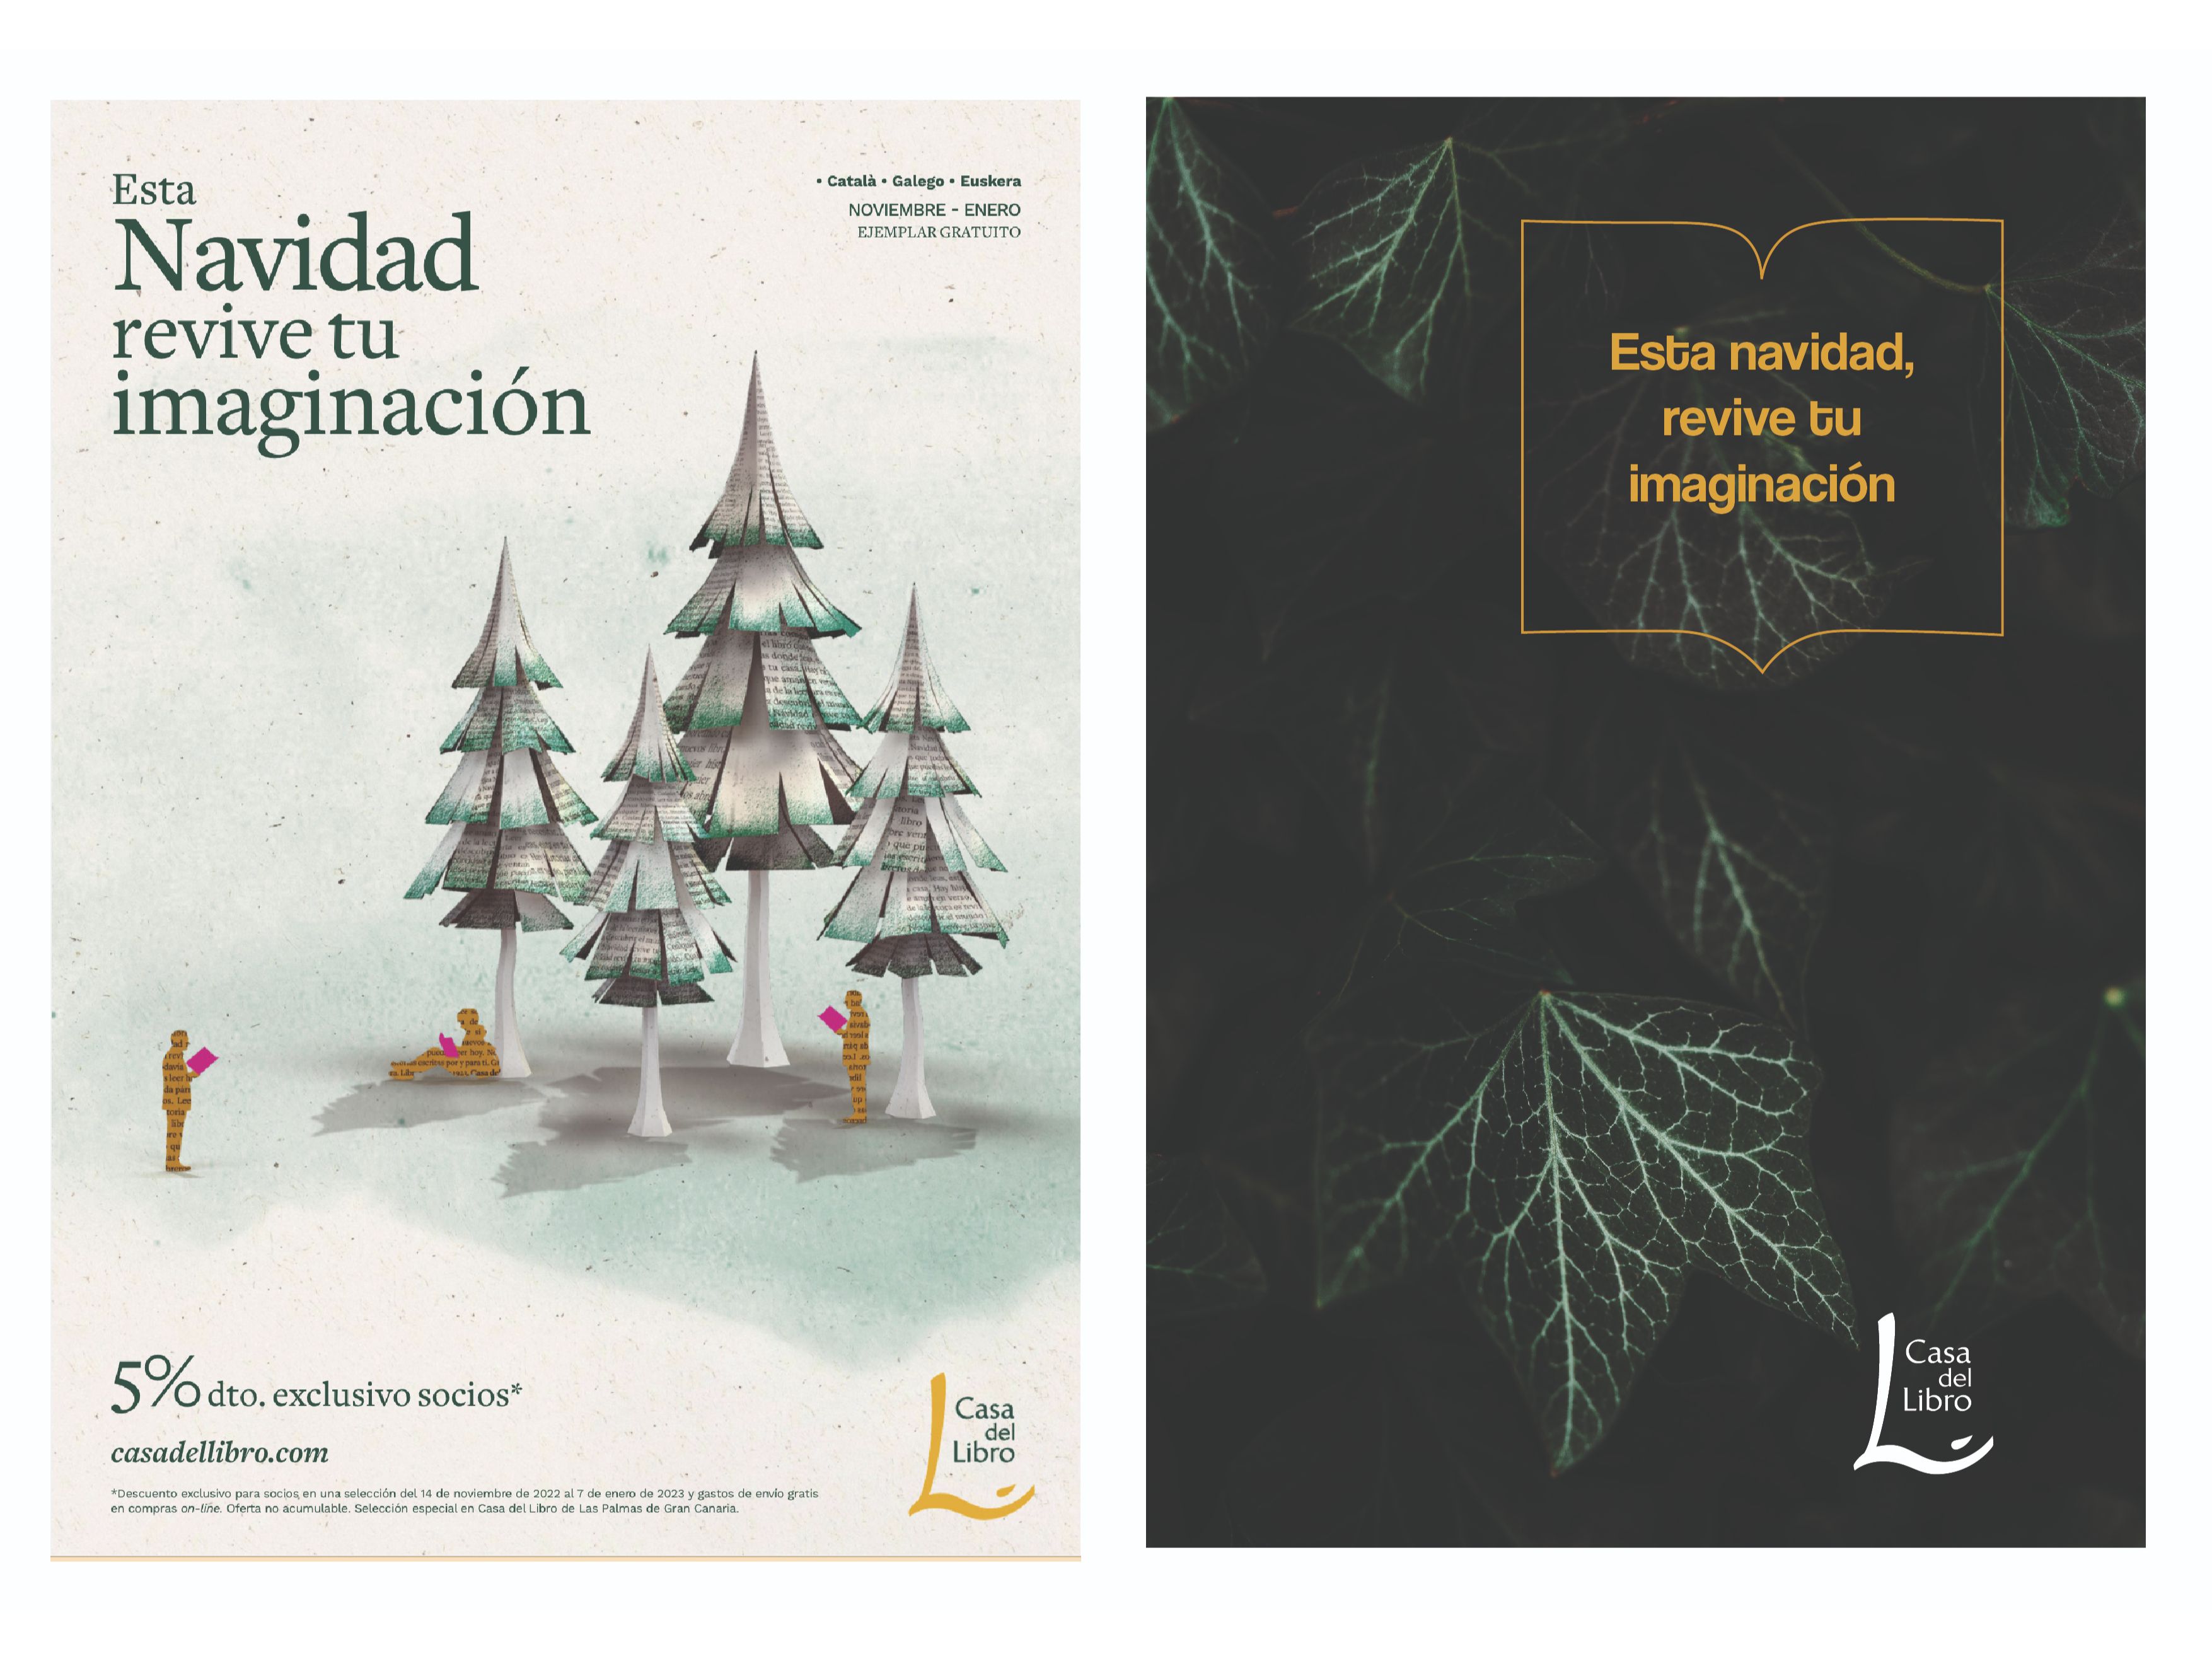 Esta
Navidad
revive tu
imaginación
• Català • Galego • Euskera
NOVIEMBRE - ENERO
EJEMPLAR GRATUITO
5% dto. exclusivo socios*
casadellibro.com
*Descuento exclusivo para socios en una selección del 14 de noviembre de 2022 al 7 de enero de 2023 y gastos de envío gratis
en compras on-line. Oferta no acumulable. Selección especial en Casa del Libro de Las Palmas de Gran Canaria.
Casa
del
Libro
Esta navidad,
revive tu
imaginación
Casa
del
Libro